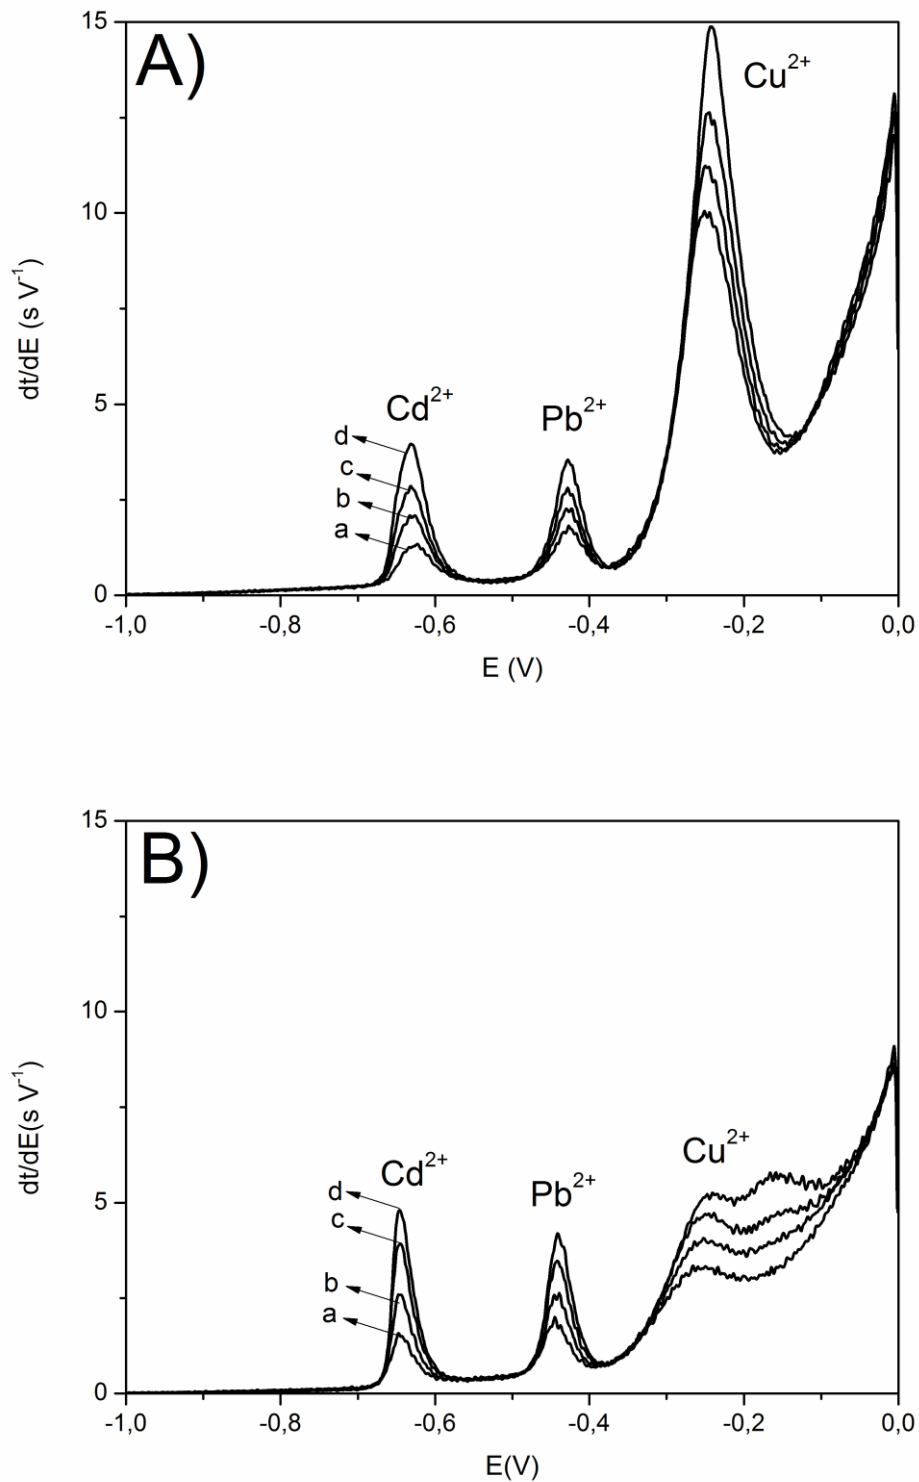 15
A)
Cu²⁺
10
dt/dE (s V⁻¹)
5
Cd²⁺
Pb²⁺
d
c
b
a
0
-1,0 -0,8 -0,6 -0,4 -0,2 0,0
E (V)
15
B)
10
dt/dE(s V⁻¹)
5
Cd²⁺
Pb²⁺
Cu²⁺
d
c
b
a
0
-1,0 -0,8 -0,6 -0,4 -0,2 0,0
E(V)